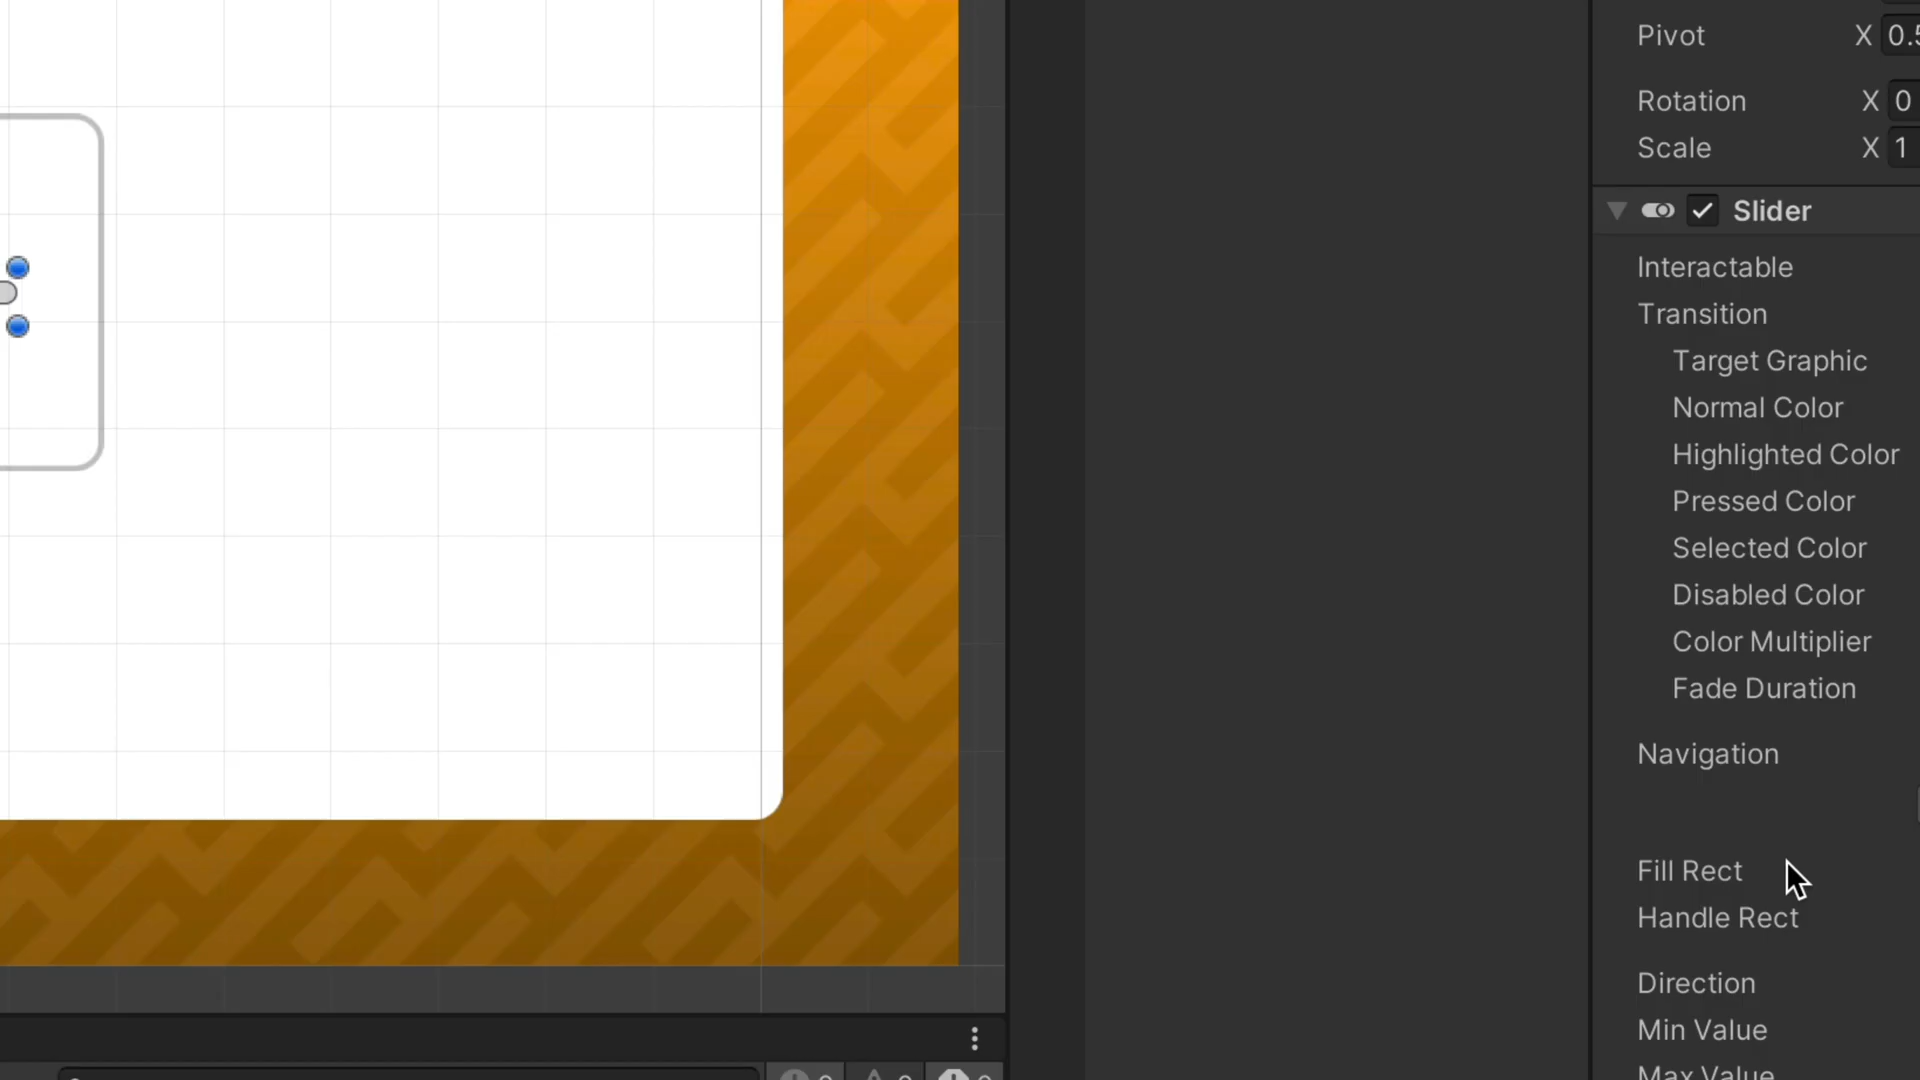 Pivot X 0.5
Rotation X 0
Scale X 1
Slider
Interactable
Transition
Target Graphic
Normal Color
Highlighted Color
Pressed Color
Selected Color
Disabled Color
Color Multiplier
Fade Duration
Navigation
Fill Rect
Handle Rect
Direction
Min Value
Max Value